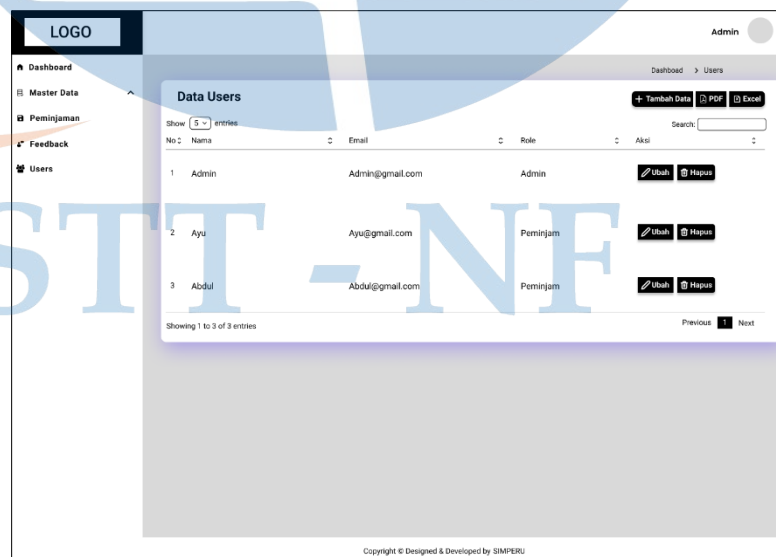 LOGO
Admin
Dashboard
Master Data
Peminjaman
Feedback
Users
Dashboad > Users
Data Users
+ Tambah Data PDF Excel
Show 5 entries
Search:
No Nama Email Role Aksi
1 Admin Admin@gmail.com Admin Ubah Hapus
2 Ayu Ayu@gmail.com Peminjam Ubah Hapus
3 Abdul Abdul@gmail.com Peminjam Ubah Hapus
Showing 1 to 3 of 3 entries
Previous 1 Next
STT - NF
Copyright © Designed & Developed by SIMPERU